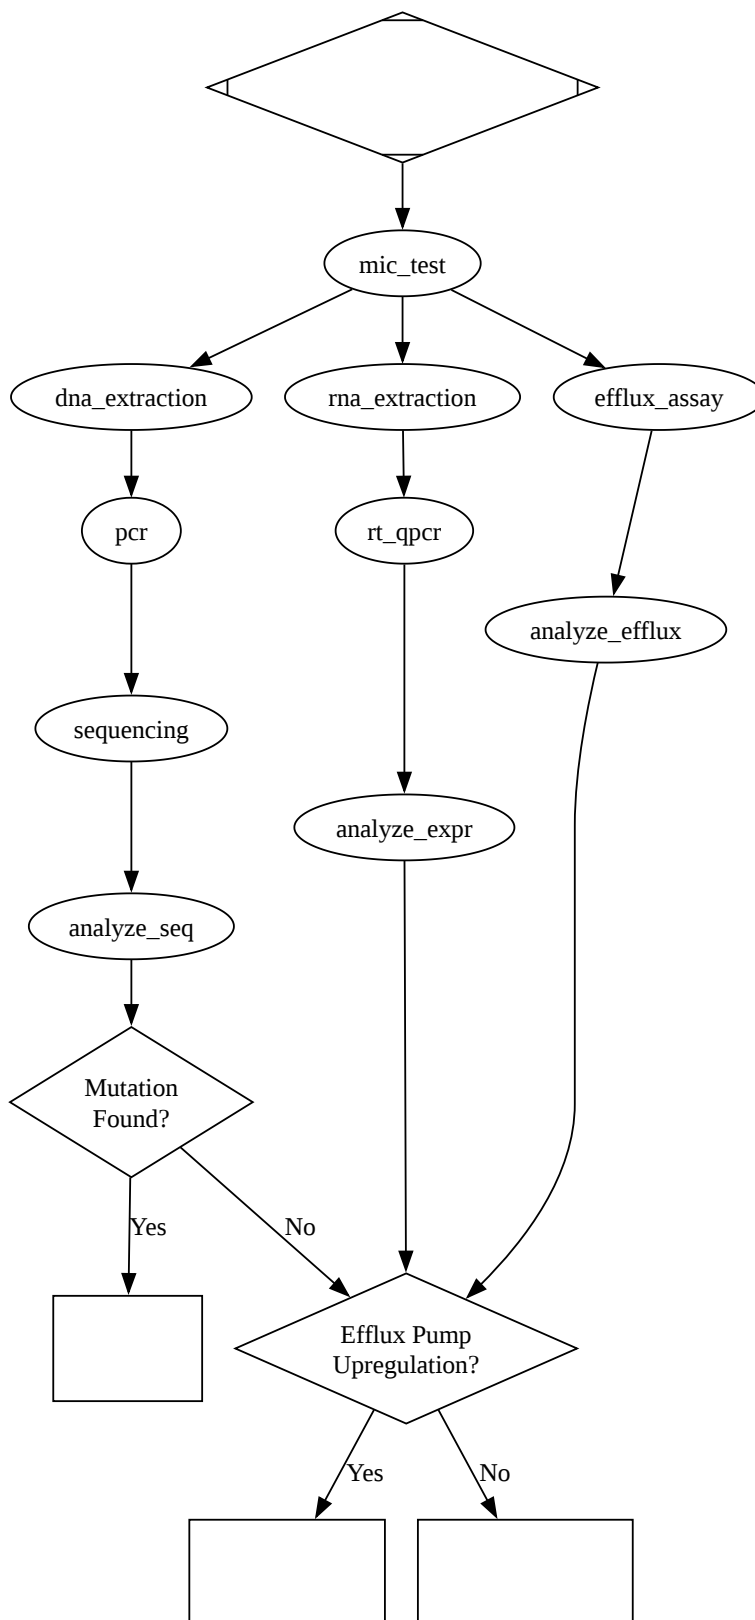 mic_test
dna_extraction
rna_extraction
efflux_assay
pcr
rt_qpcr
analyze_efflux
sequencing
analyze_expr
analyze_seq
Mutation
Found?
Yes
No
Efflux Pump
Upregulation?
Yes
No